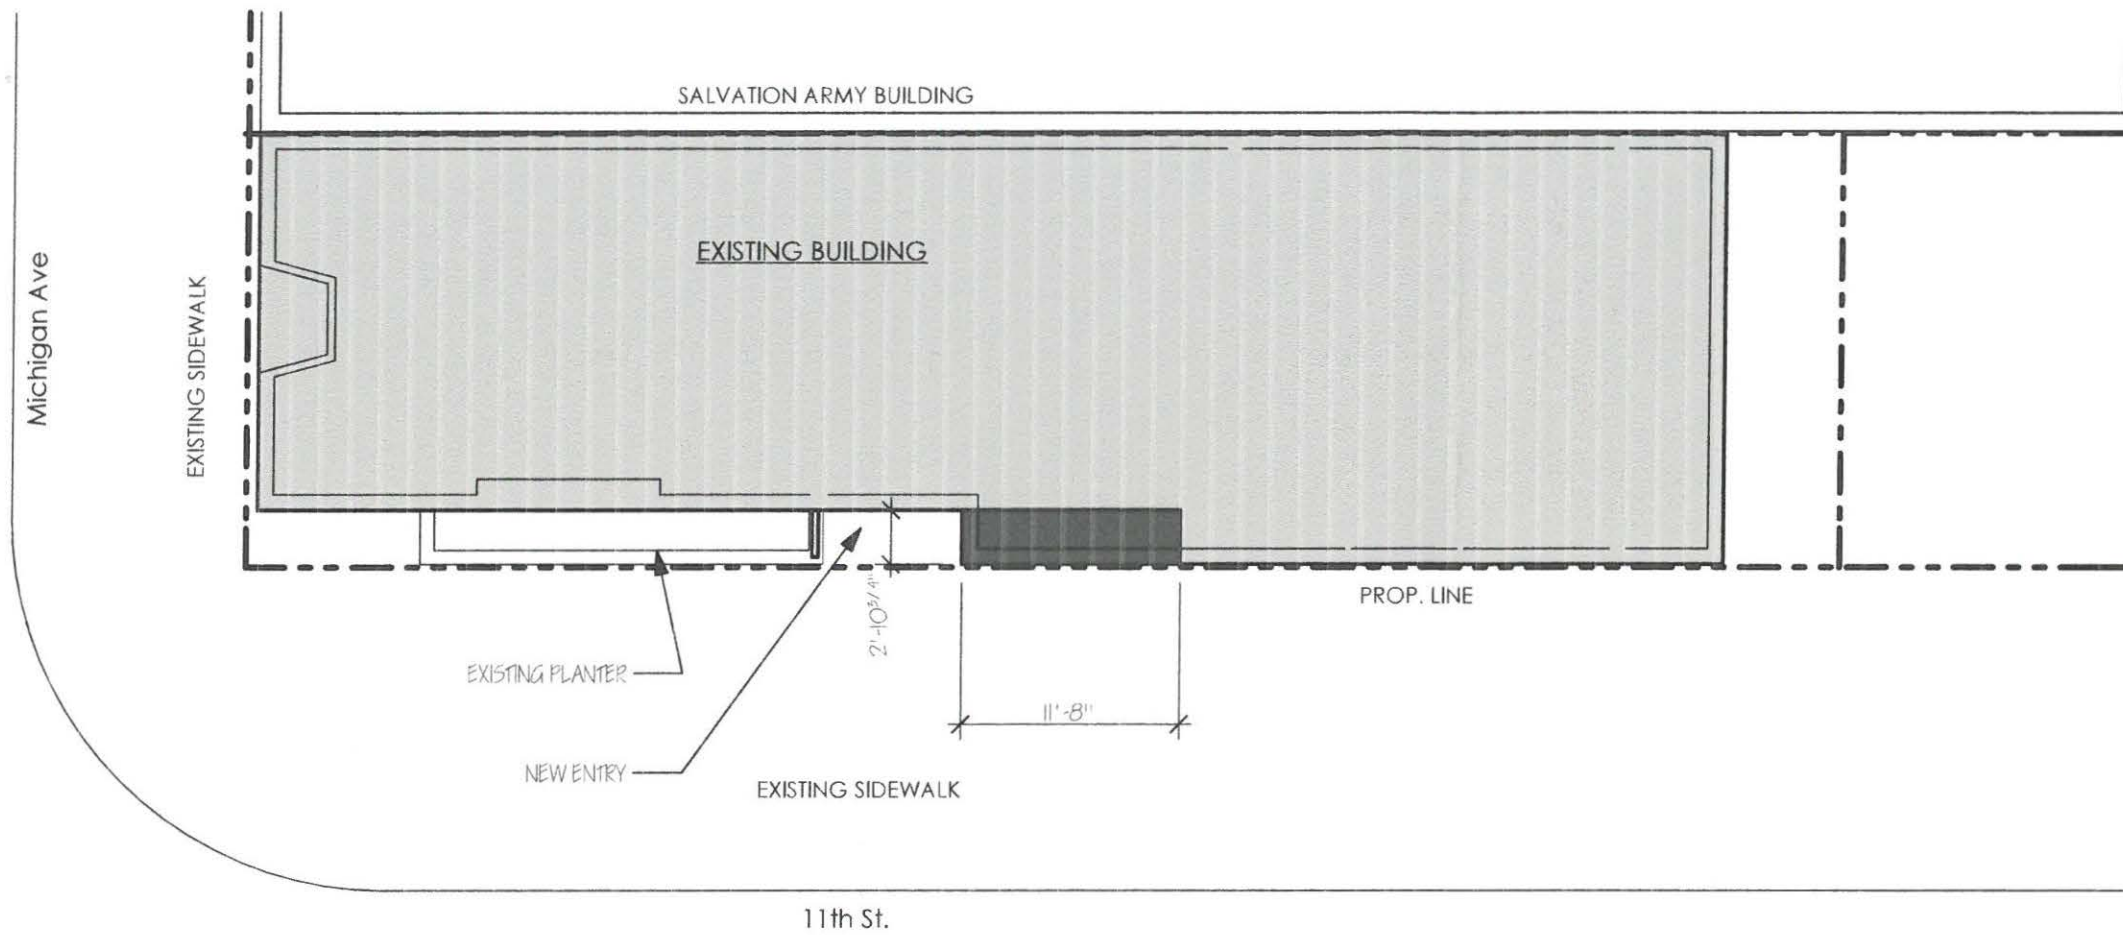 SALVATION ARMY BUILDING
EXISTING BUILDING
Michigan Ave
EXISTING SIDEWALK
2'-10 3/4"
PROP. LINE
EXISTING PLANTER
11'-8"
NEW ENTRY
EXISTING SIDEWALK
11th St.